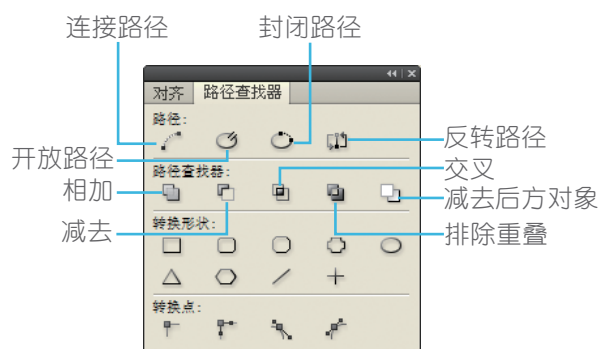 连接路径 封闭路径
对齐 路径查找器
路径:
反转路径
开放路径
路径查找器:
交叉
相加
减去后方对象
减去
转换形状:
排除重叠
转换点: